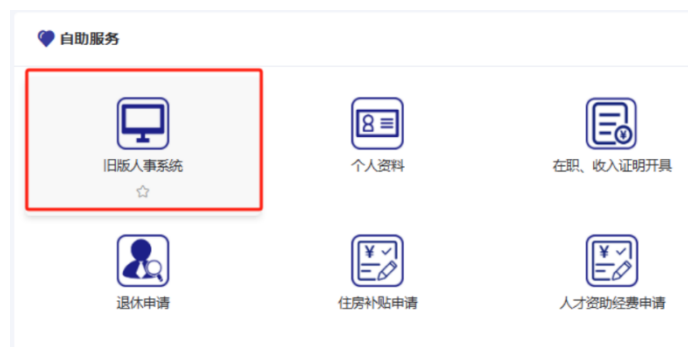 自助服务
旧版人事系统
个人资料
在职、收入证明开具
退休申请
住房补贴申请
人才资助经费申请